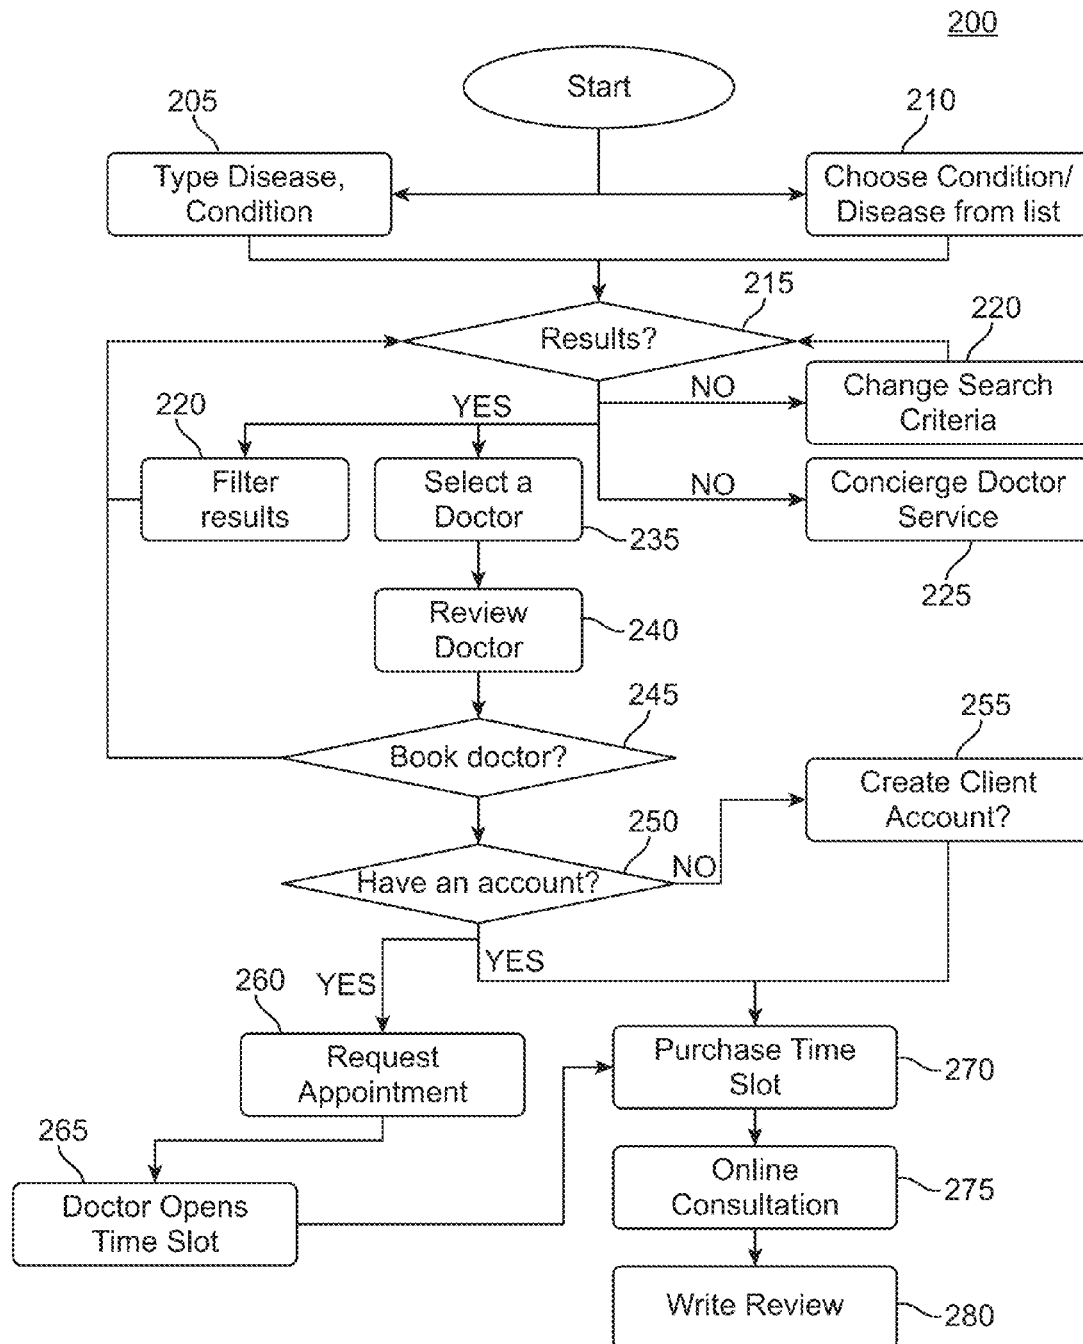 200
Start
205
210
Type Disease,
Condition
Choose Condition/
Disease from list
215
Results?
220
NO
Change Search
Criteria
YES
220
Filter
results
Select a
Doctor
235
NO
Concierge Doctor
Service
225
Review
Doctor
240
245
Book doctor?
255
Create Client
Account?
250
Have an account?
NO
YES
YES
260
Request
Appointment
Purchase Time
Slot
270
265
Doctor Opens
Time Slot
Online
Consultation
275
Write Review
280